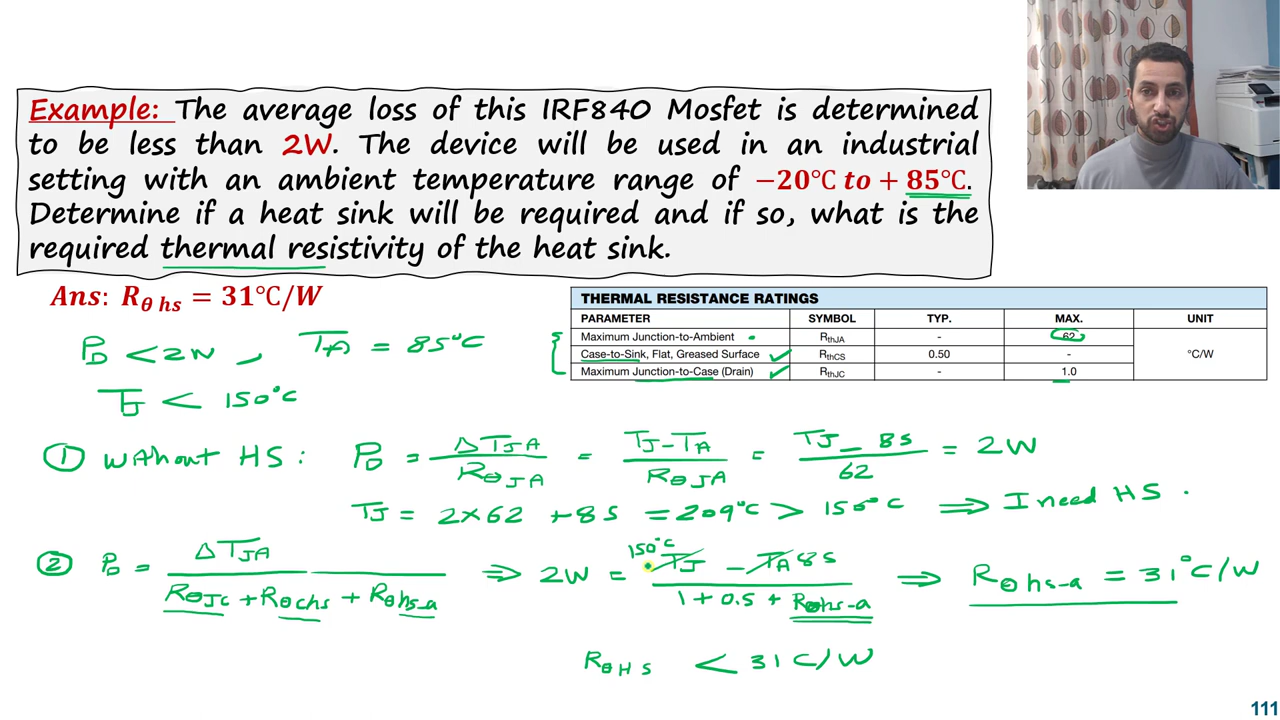 Example: The average loss of this IRF840 Mosfet is determined
to be less than 2W. The device will be used in an industrial
setting with an ambient temperature range of −20°C to + 85°C.
Determine if a heat sink will be required and if so, what is the
required thermal resistivity of the heat sink.
Ans: Rθ hs = 31°C/W
THERMAL RESISTANCE RATINGS
PARAMETER SYMBOL TYP. MAX. UNIT
Maximum Junction-to-Ambient RthJA - 62 °C/W
Case-to-Sink, Flat, Greased Surface RthCS 0.50 -
Maximum Junction-to-Case (Drain) RthJC - 1.0
PD < 2W , TA = 85°C
TJ < 150°C
① Without HS: PD = ΔTJA / RθJA = TJ - TA / RθJA = TJ - 85 / 62 = 2W
TJ = 2×62 + 85 = 209°C > 150°C ⇒ I need HS.
② PD = ΔTJA / RθJC + Rθchs + Rθhs-a ⇒ 2W = 150°C TJ - TA 85 / 1 + 0.5 + Rθhs-a ⇒ Rθhs-a = 31°C/W
RθHS < 31 C/W
111